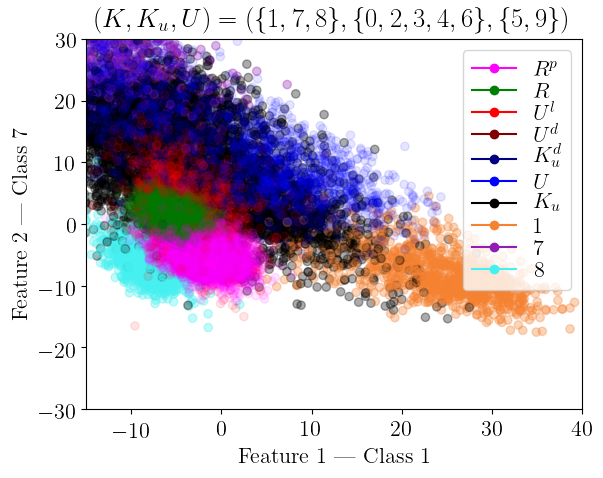 (K, K_u, U) = ({1, 7, 8}, {0, 2, 3, 4, 6}, {5, 9})
30
20
10
0
−10
−20
−30
−10
0
10
20
30
40
Feature 2 — Class 7
Feature 1 — Class 1
R^p
R
U^l
U^d
K_u^d
U
K_u
1
7
8